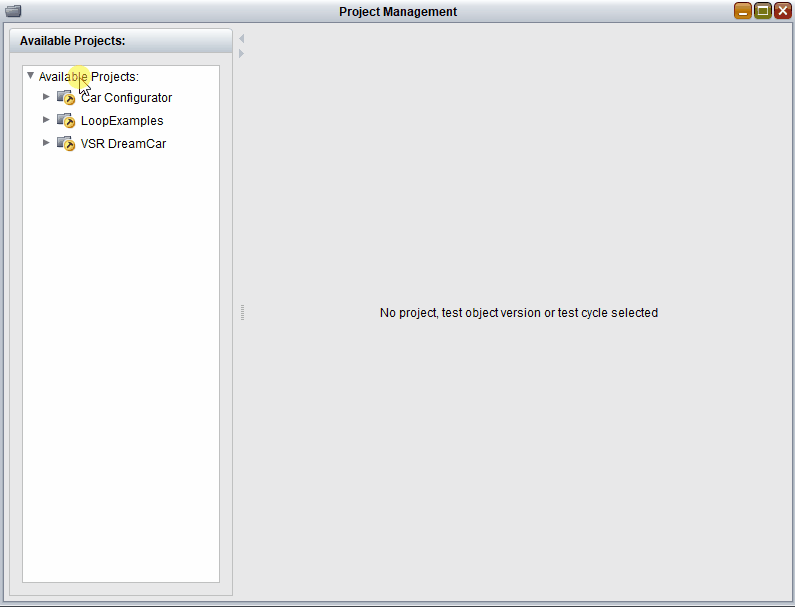 Project Management
Available Projects:
Available Projects:
Car Configurator
LoopExamples
VSR DreamCar
No project, test object version or test cycle selected